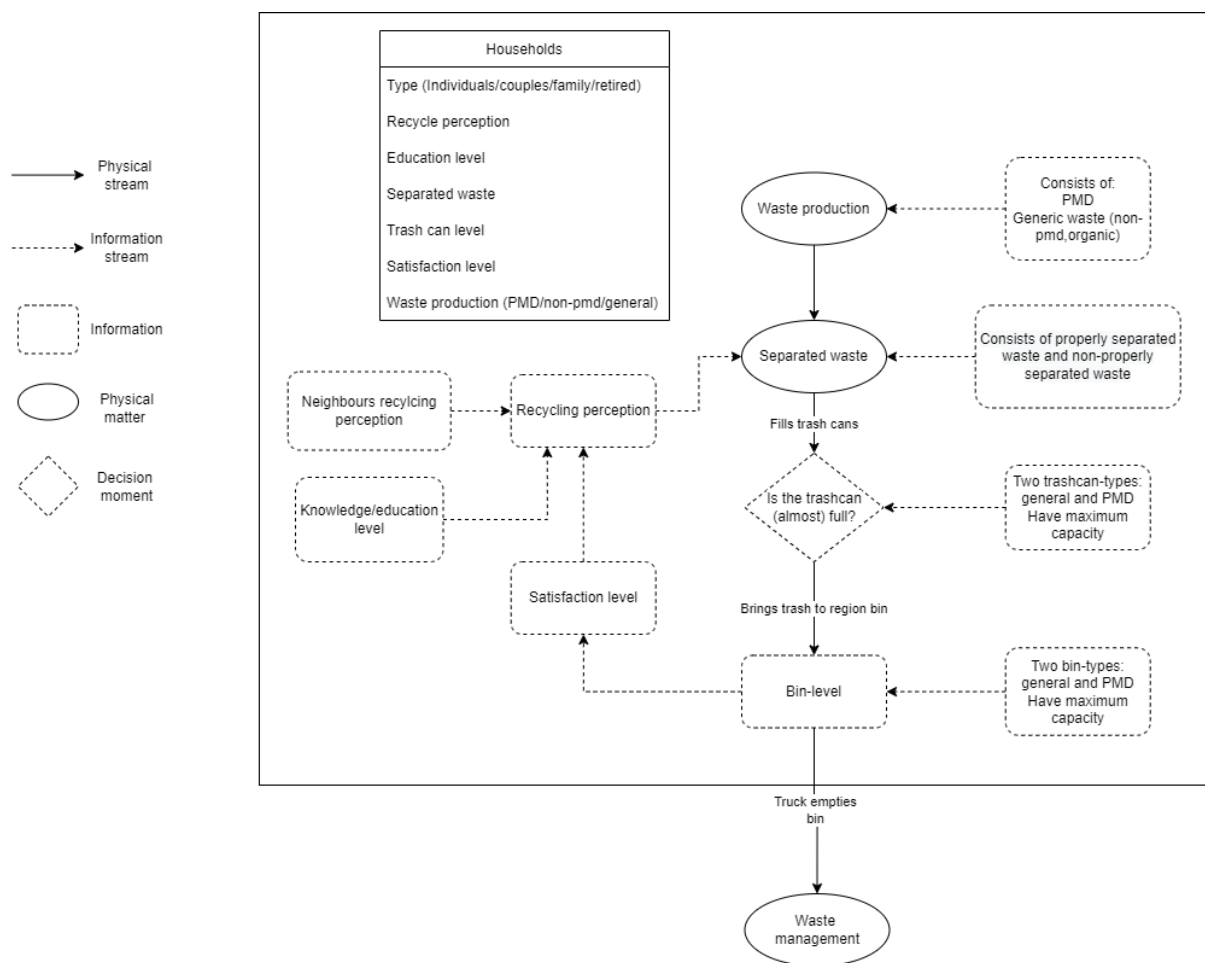 Physical
stream
Information
stream
Information
Physical
matter
Decision
moment
Households
Type (Individuals/couples/family/retired)
Recycle perception
Education level
Separated waste
Trash can level
Satisfaction level
Waste production (PMD/non-pmd/general)
Waste production
Consists of:
PMD
Generic waste (non-
pmd,organic)
Separated waste
Consists of properly separated
waste and non-properly
separated waste
Neighbours recylcing
perception
Recycling perception
Fills trash cans
Knowledge/education
level
Is the trashcan
(almost) full?
Two trashcan-types:
general and PMD
Have maximum
capacity
Satisfaction level
Brings trash to region bin
Bin-level
Two bin-types:
general and PMD
Have maximum
capacity
Truck empties
bin
Waste
management